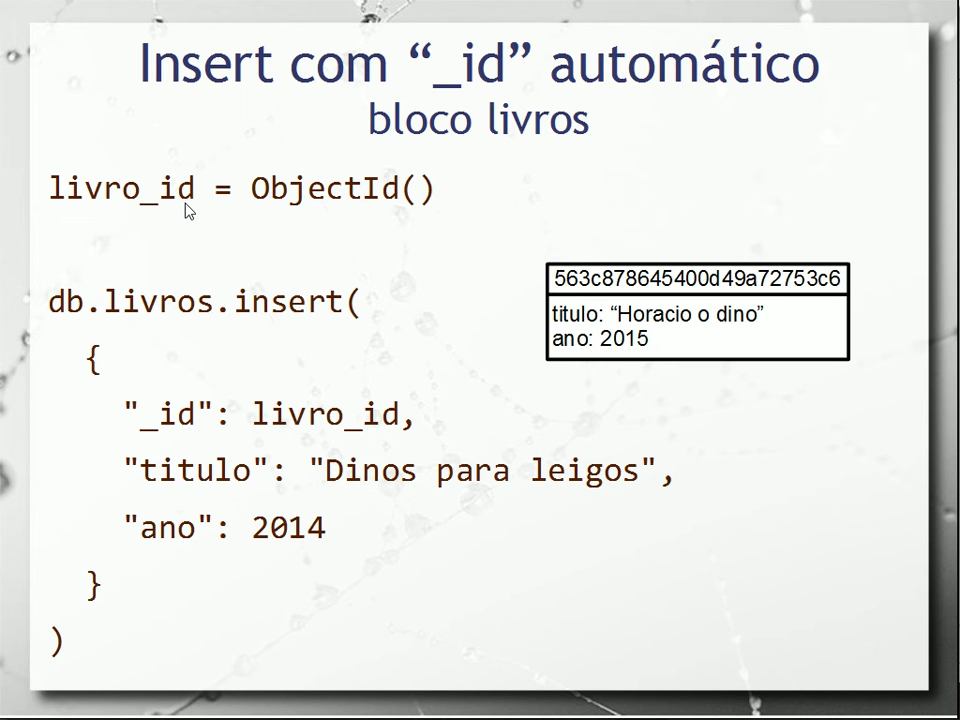 Insert com “_id” automático
bloco livros
livro_id = ObjectId()
db.livros.insert(
{
"_id": livro_id,
"titulo": "Dinos para leigos",
"ano": 2014
}
)
563c878645400d49a72753c6
titulo: “Horacio o dino”
ano: 2015